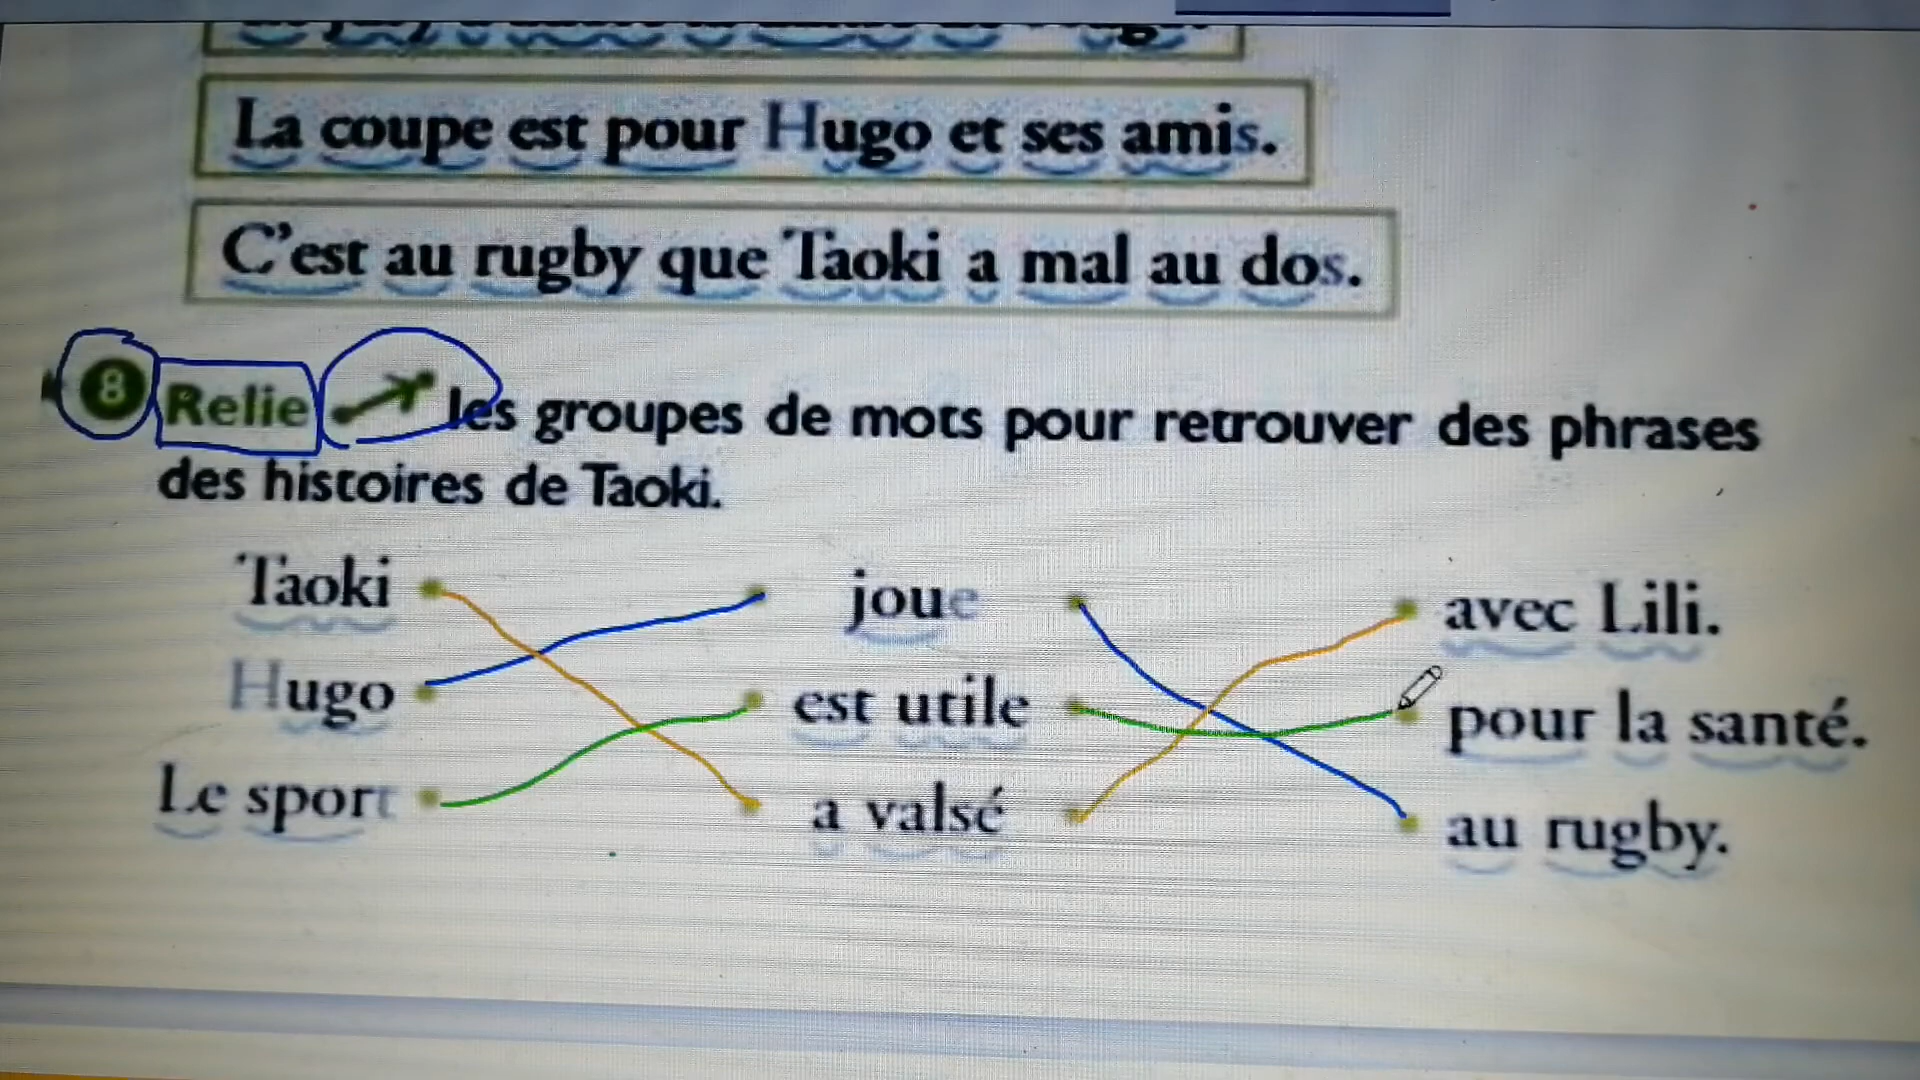 La coupe est pour Hugo et ses amis.
C'est au rugby que Taoki a mal au dos.
8 Relie les groupes de mots pour retrouver des phrases
des histoires de Taoki.
Taoki joue avec Lili.
Hugo est utile pour la santé.
Le sport a valsé au rugby.